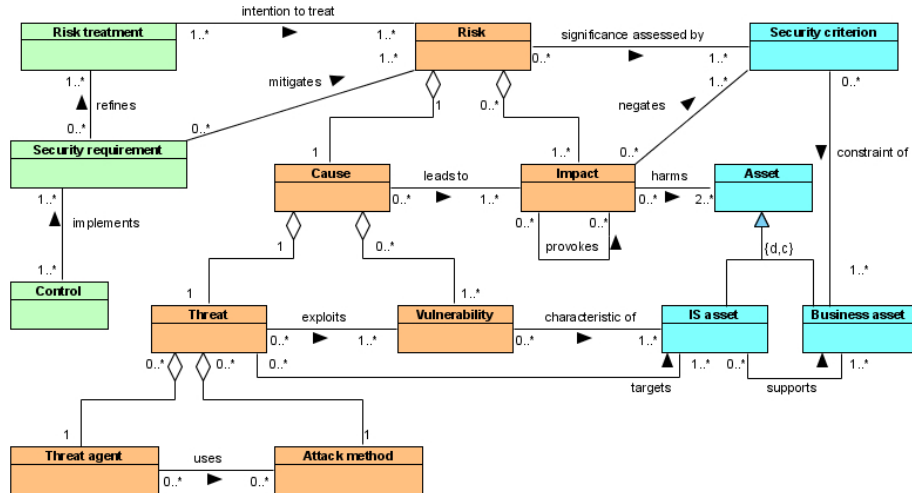 intention to treat
Risk treatment
Risk
significance assessed by
Security criterion
1..*
1..*
0..*
1..*
1..*
mitigates
1..*
1..*
0..*
refines
1
0..*
negates
0..*
0..*
Security requirement
1
1..*
0..*
constraint of
Cause
leads to
Impact
harms
Asset
1..*
0..*
1..*
0..*
2..*
implements
0..*
0..*
1
0..*
provokes
{d,c}
1..*
1..*
Control
1
1..*
Threat
exploits
Vulnerability
characteristic of
IS asset
Business asset
0..*
1..*
0..*
1..*
0..*
0..*
0..*
1..*
0..*
1..*
targets
supports
1
1
Threat agent
uses
Attack method
0..*
0..*